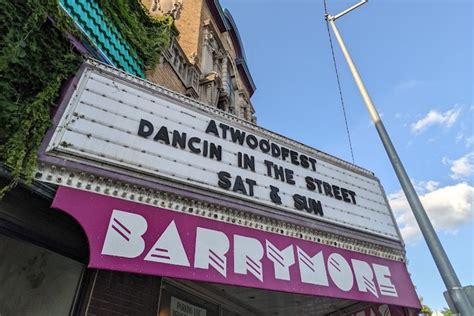 ATWOODFEST
DANCIN IN THE STREET
SAT & SUN
BARRYMORE